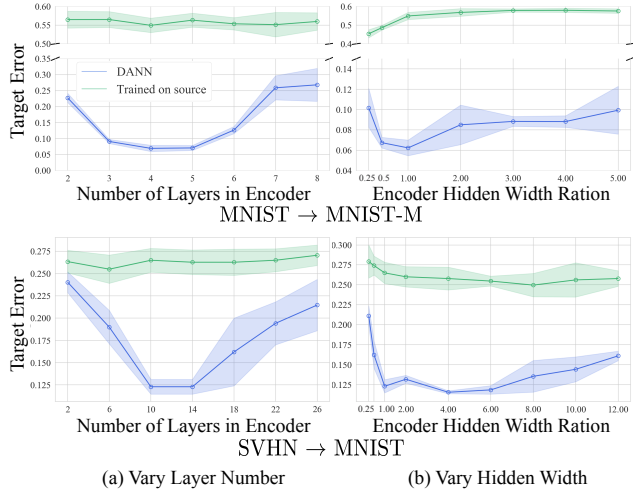 0.60
0.55
0.50
0.35
0.30
0.25
0.20
0.15
0.10
0.05
0.00
Target Error
DANN
Trained on source
2 3 4 5 6 7 8
Number of Layers in Encoder
0.6
0.5
0.4
0.14
0.12
0.10
0.08
0.06
0.04
0.25 0.5 1.00 2.00 3.00 4.00 5.00
Encoder Hidden Width Ration
MNIST → MNIST-M
0.275
0.250
0.225
0.200
0.175
0.150
0.125
Target Error
2 6 10 14 18 22 26
Number of Layers in Encoder
0.300
0.275
0.250
0.225
0.200
0.175
0.150
0.125
0.25 1.00 2.00 4.00 6.00 8.00 10.00 12.00
Encoder Hidden Width Ration
SVHN → MNIST
(a) Vary Layer Number
(b) Vary Hidden Width